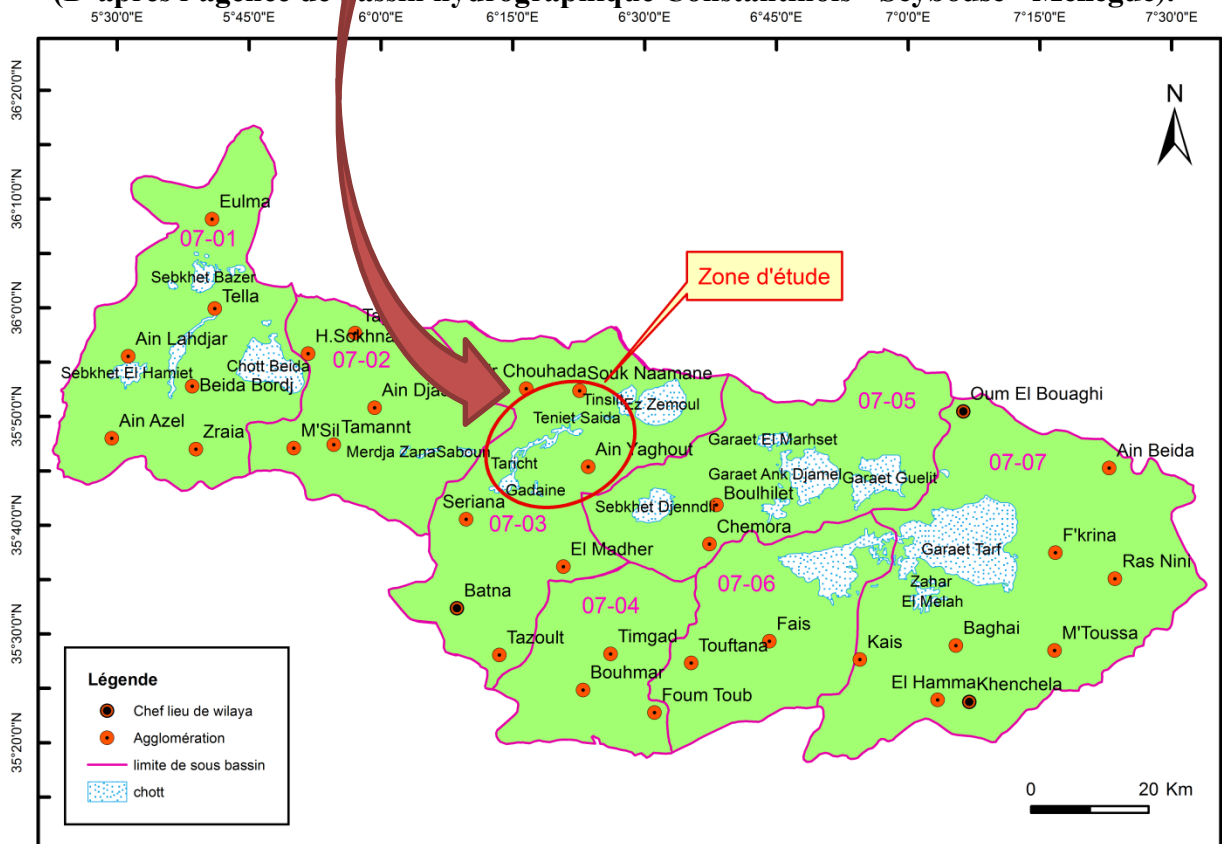 (D'après l'agence de bassin hydrographique Constantinois - Seybouse - Mellegue).
5°30'0"E 5°45'0"E 6°0'0"E 6°15'0"E 6°30'0"E 6°45'0"E 7°0'0"E 7°15'0"E 7°30'0"E
36°20'0"N
36°10'0"N
36°0'0"N
35°50'0"N
35°40'0"N
35°30'0"N
35°20'0"N
N
Eulma
07-01
Sebkhet Bazer
Tella
Zone d'étude
H.Sokhna
Ain Lahdjar
07-02
Sebkhet El Hamiet
Chott Beida
Beida Bordj
Ain Azel
Zraia
M'Sil
Tamannt
Merdja Zana
Saboun
Chouhada
Souk Naamane
Tinsilt
Ez Zemoul
Teniet Saida
Ain Yaghout
Taricht
Gadaine
Seriana
07-03
El Madher
Batna
Tazoult
07-04
Timgad
Bouhmar
Foum Toub
07-05
Oum El Bouaghi
07-07
Ain Beida
Garaet El Marhset
Garaet Ank Djamel
Garaet Guelit
Sebkhet Djenndli
Boulhilet
Chemora
Garaet Tarf
F'krina
Ras Nini
Zahar
El Melah
07-06
Fais
Touftana
Kais
Baghai
M'Toussa
El Hamma
Khenchela
Légende
Chef lieu de wilaya
Agglomération
limite de sous bassin
chott
0 20 Km